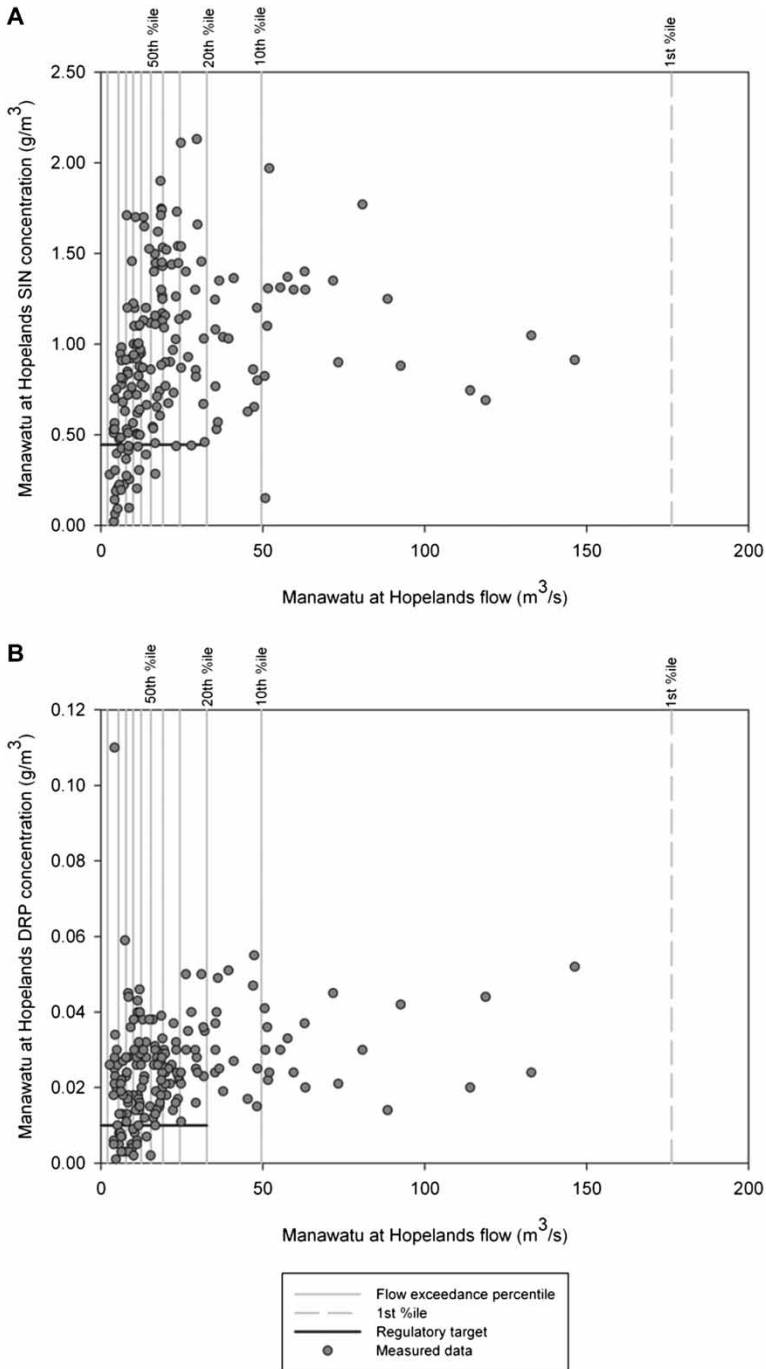 A
50th %ile
20th %ile
10th %ile
1st %ile
Manawatu at Hopelands SIN concentration (g/m³)
2.50
2.00
1.50
1.00
0.50
0.00
0
50
100
150
200
Manawatu at Hopelands flow (m³/s)
B
50th %ile
20th %ile
10th %ile
1st %ile
Manawatu at Hopelands DRP concentration (g/m³)
0.12
0.10
0.08
0.06
0.04
0.02
0.00
0
50
100
150
200
Manawatu at Hopelands flow (m³/s)
Flow exceedance percentile
1st %ile
Regulatory target
Measured data